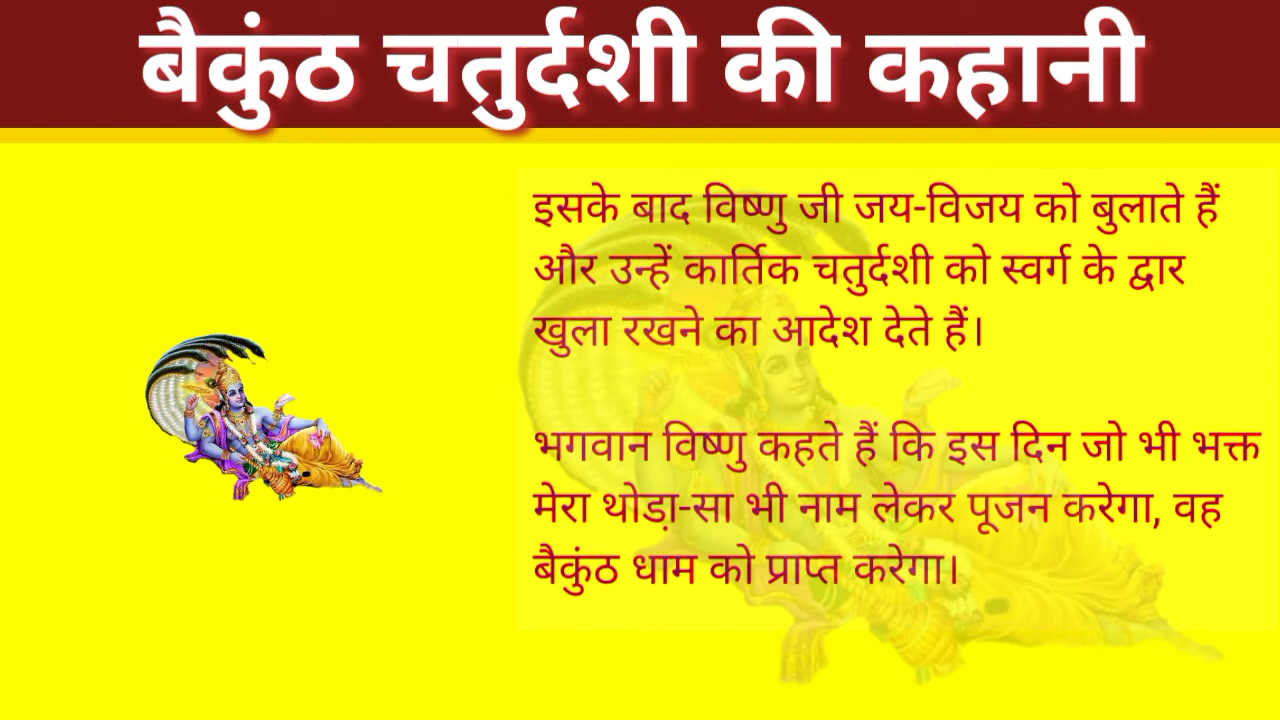 बैकुंठ चतुर्दशी की कहानी
इसके बाद विष्णु जी जय-विजय को बुलाते हैं
और उन्हें कार्तिक चतुर्दशी को स्वर्ग के द्वार
खुला रखने का आदेश देते हैं।
भगवान विष्णु कहते हैं कि इस दिन जो भी भक्त
मेरा थोडा़-सा भी नाम लेकर पूजन करेगा, वह
बैकुंठ धाम को प्राप्त करेगा।